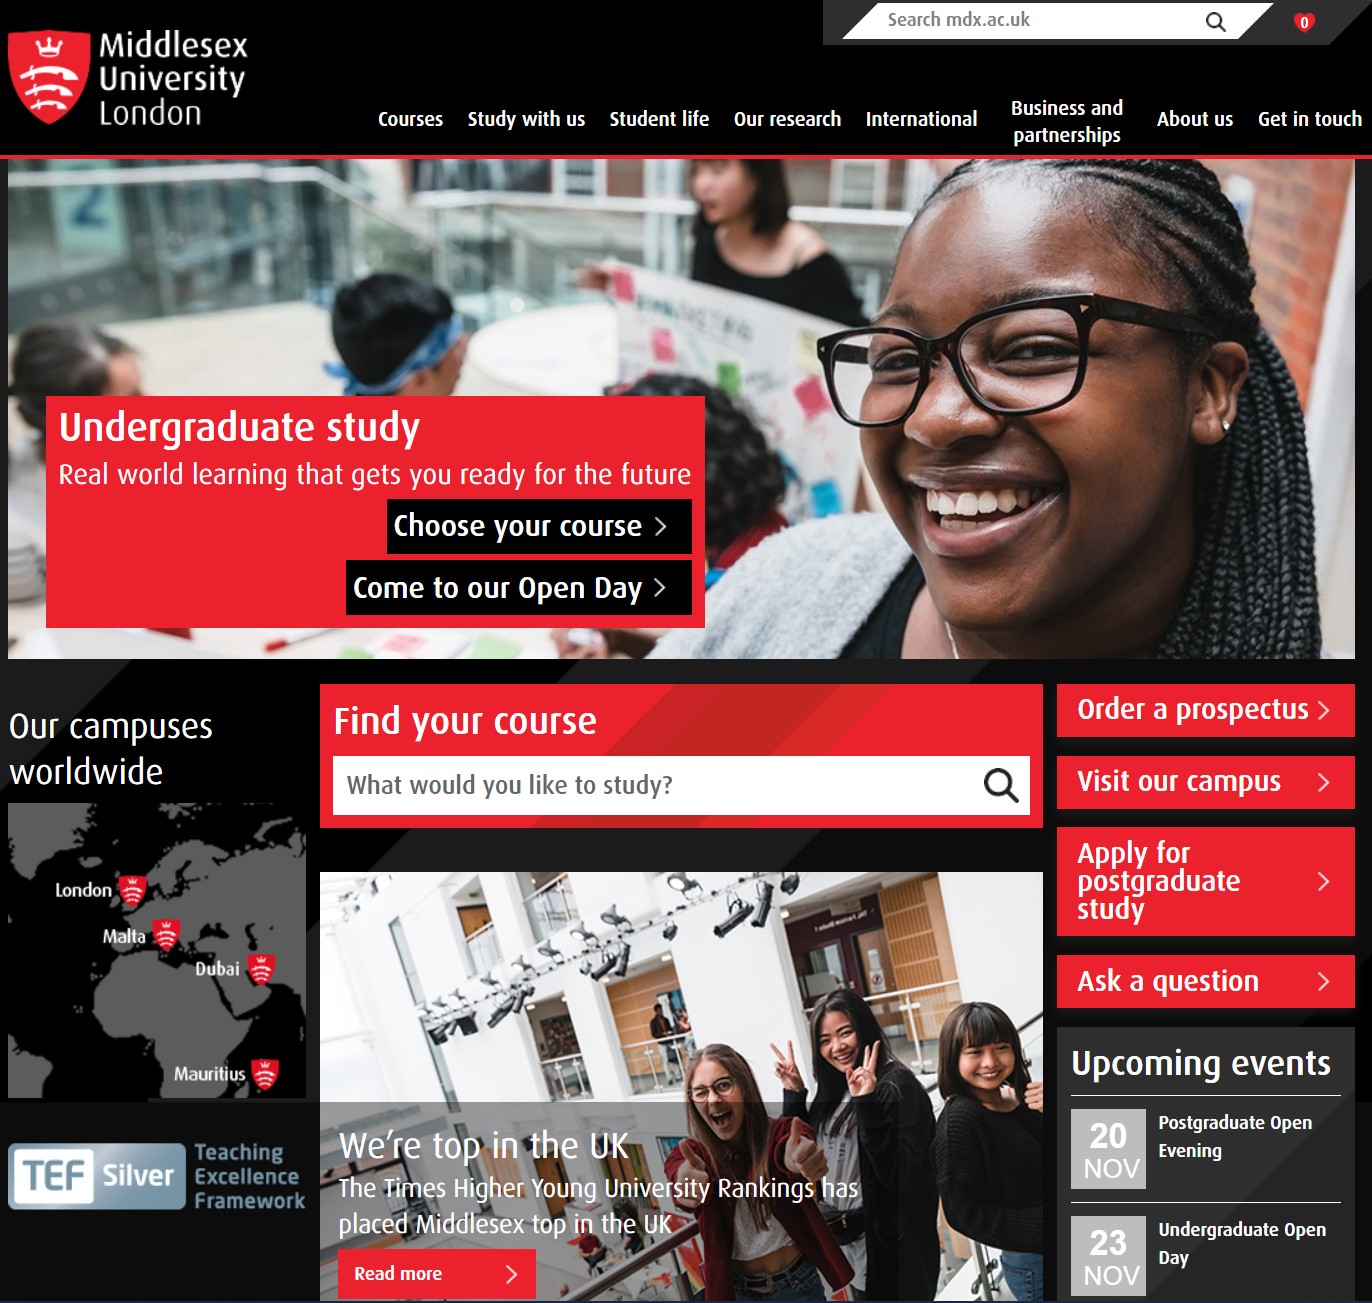 Search mdx.ac.uk
0
Middlesex
University
London
Courses
Study with us
Student life
Our research
International
Business and
partnerships
About us
Get in touch
2
Undergraduate study
Real world learning that gets you ready for the future
Choose your course
Come to our Open Day
Our campuses
worldwide
London
Malta
Dubai
Mauritius
TEF Silver
Teaching
Excellence
Framework
Find your course
What would you like to study?
We're top in the UK
The Times Higher Young University Rankings has
placed Middlesex top in the UK
Read more
Order a prospectus
Visit our campus
Apply for
postgraduate
study
Ask a question
Upcoming events
20
NOV
Postgraduate Open
Evening
23
NOV
Undergraduate Open
Day